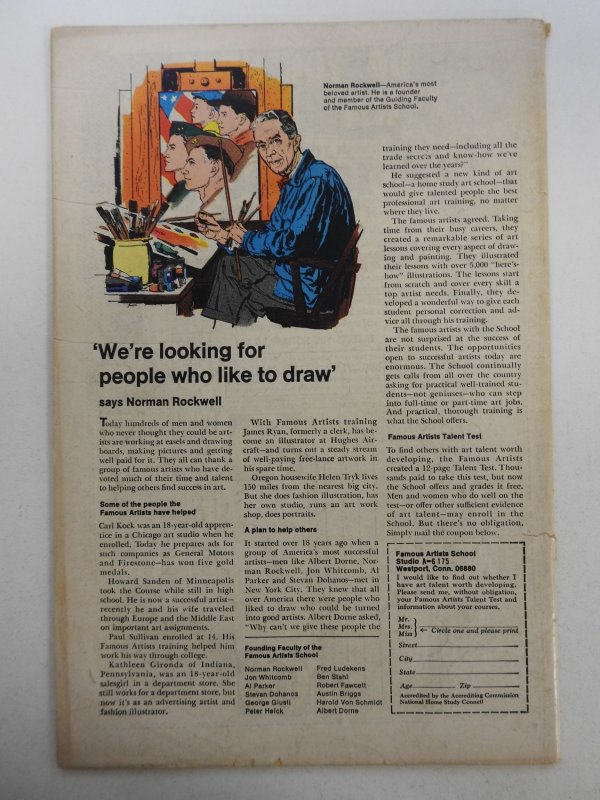 Norman Rockwell—America's most
beloved artist. He is a founder
and member of the Guiding Faculty
of the Famous Artists School.
'We're looking for
people who like to draw'
says Norman Rockwell
Today hundreds of men and women
who never thought they could be art-
ists are working at easels and drawing
boards, making pictures and getting
well paid for it. They all can thank a
group of famous artists who have de-
voted much of their time and talent
to helping others find success in art.
Some of the people the
Famous Artists have helped
Carl Kock was an 18-year-old appren-
tice in a Chicago art studio when he
enrolled. Today he prepares ads for
such companies as General Motors
and Firestone—has won five gold
medals.
Howard Sanden of Minneapolis
took the Course while still in high
school. He is now a successful artist—
recently he and his wife traveled
through Europe and the Middle East
on important art assignments.
Paul Sullivan enrolled at 14. His
Famous Artists training helped him
work his way through college.
Kathleen Gironda of Indiana,
Pennsylvania, was an 18-year-old
salesgirl in a department store. She
still works for a department store, but
now it's as an advertising artist and
fashion illustrator.
With Famous Artists training
James Ryan, formerly a clerk, has be-
come an illustrator at Hughes Air-
craft—and turns out a steady stream
of well-paying free-lance artwork in
his spare time.
Oregon housewife Helen Tryk lives
150 miles from the nearest big city.
But she does fashion illustration, has
her own studio, runs an art work
shop, does portraits.
A plan to help others
It started over 18 years ago when a
group of America's most successful
artists—men like Albert Dorne, Nor-
man Rockwell, Jon Whitcomb, Al
Parker and Stevan Dohanos—met in
New York City. They knew that all
over America there were people who
liked to draw who could be turned
into good artists. Albert Dorne asked,
"Why can't we give these people the
Founding Faculty of the
Famous Artists School
Norman Rockwell
Jon Whitcomb
Al Parker
Stevan Dohanos
George Giusti
Peter Helck
Fred Ludekens
Ben Stahl
Robert Fawcett
Austin Briggs
Harold Von Schmidt
Albert Dorne
training they need—including all the
trade secrets and know-how we've
learned over the years?"
He suggested a new kind of art
school—a home study art school—that
would give talented people the best
professional art training, no matter
where they live.
The famous artists agreed. Taking
time from their busy careers, they
created a remarkable series of art
lessons covering every aspect of draw-
ing and painting. They illustrated
their lessons with over 5,000 "here's-
how" illustrations. The lessons start
from scratch and cover every skill a
top artist needs. Finally, they de-
veloped a wonderful way to give each
student personal correction and ad-
vice all through his training.
The famous artists with the School
are not surprised at the success of
their students. The opportunities
open to successful artists today are
enormous. The School continually
gets calls from all over the country
asking for practical well-trained stu-
dents—not geniuses—who can step
into full-time or part-time art jobs.
And practical, thorough training is
what the School offers.
Famous Artists Talent Test
To find others with art talent worth
developing, the Famous Artists
created a 12-page Talent Test. Thou-
sands paid to take this test, but now
the School offers and grades it free.
Men and women who do well on the
test—or offer other sufficient evidence
of art talent—may enroll in the
School. But there's no obligation.
Simply mail the coupon below.
Famous Artists School
Studio A-6175
Westport, Conn. 06880
I would like to find out whether I
have art talent worth developing.
Please send me, without obligation,
your Famous Artists Talent Test and
information about your courses.
Mr.
Mrs.
Miss
← Circle one and please print
Street
City
State
Age Zip
Accredited by the Accrediting Commission
National Home Study Council